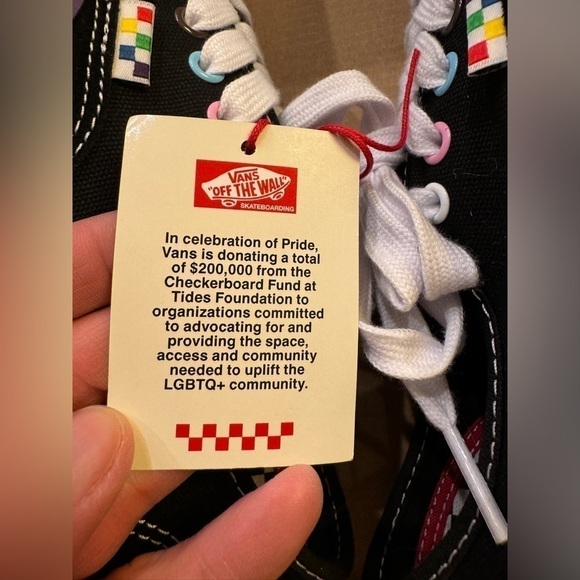 VANS
"OFF THE WALL"
SKATEBOARDING
In celebration of Pride,
Vans is donating a total
of $200,000 from the
Checkerboard Fund at
Tides Foundation to
organizations committed
to advocating for and
providing the space,
access and community
needed to uplift the
LGBTQ+ community.